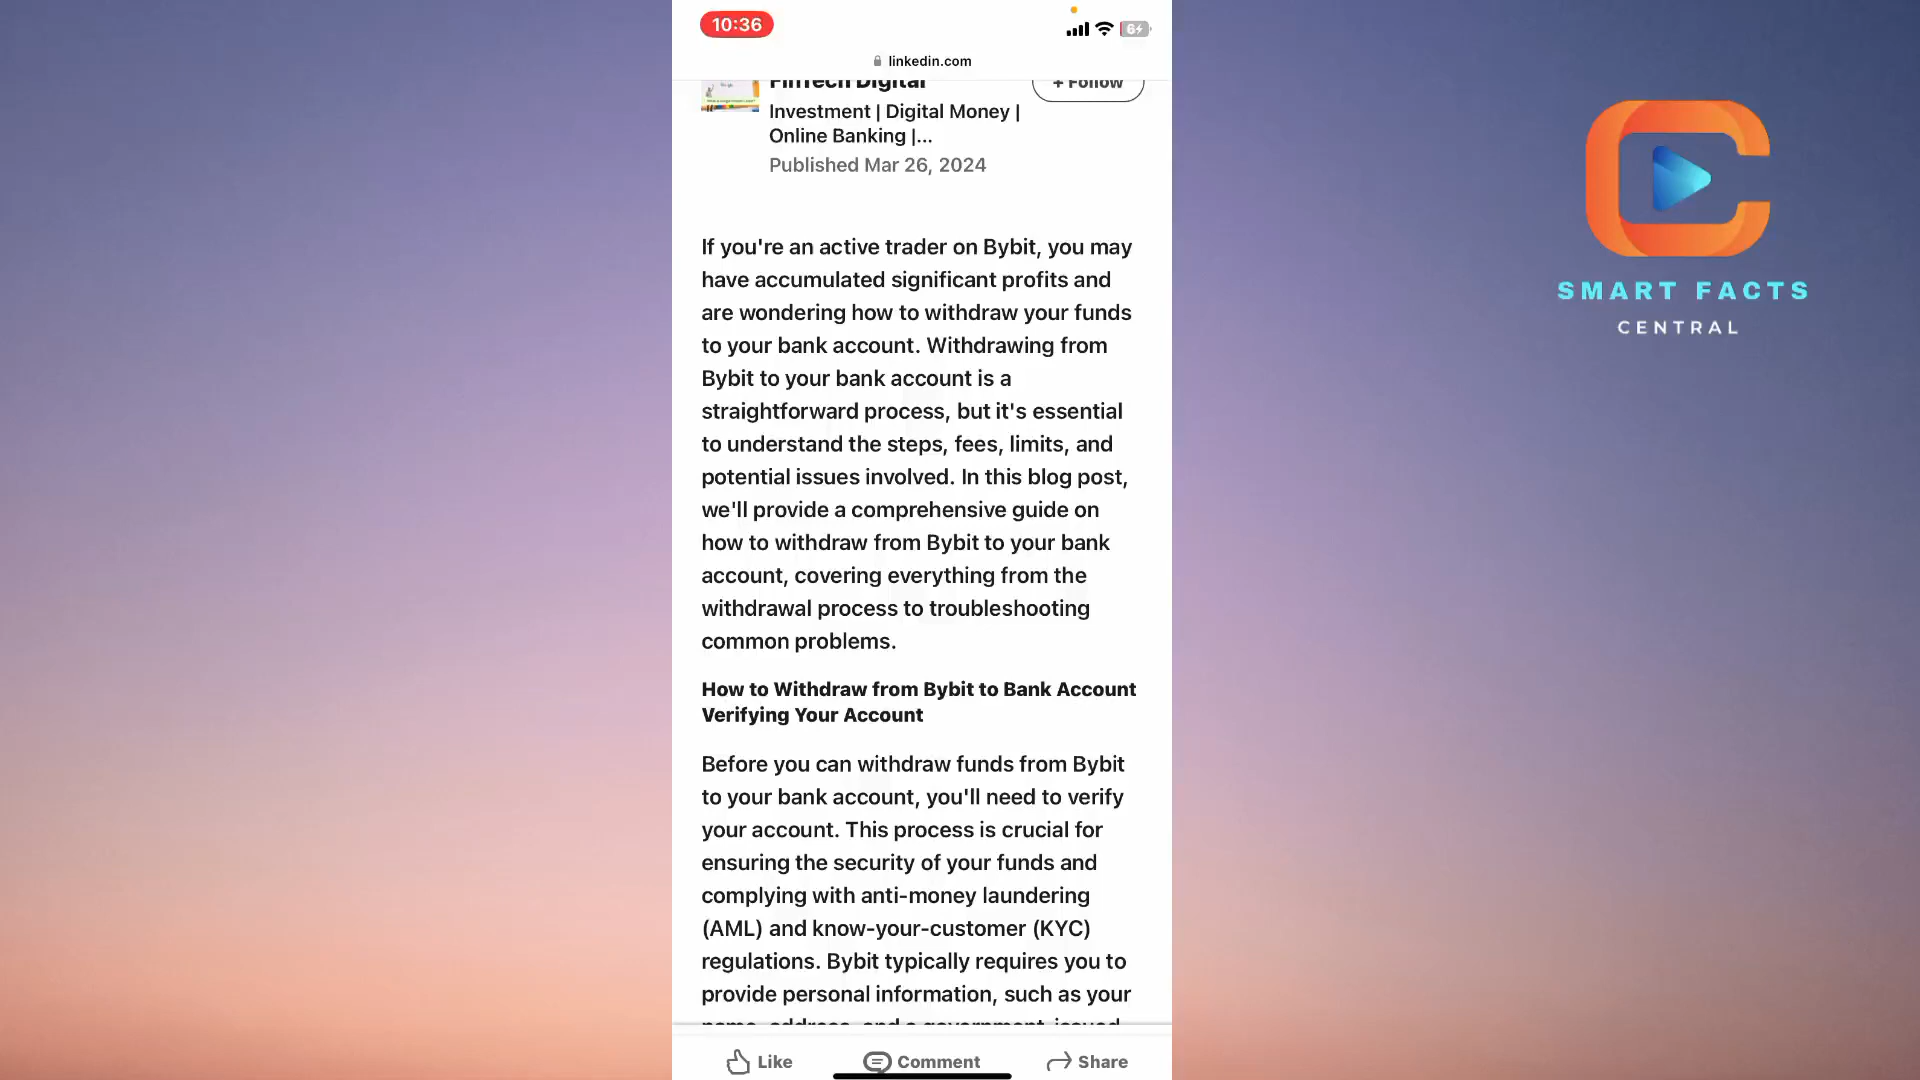 10:36
6
linkedin.com
FinTech Digital
+ Follow
Investment | Digital Money |
Online Banking |...
Published Mar 26, 2024
If you're an active trader on Bybit, you may
have accumulated significant profits and
are wondering how to withdraw your funds
to your bank account. Withdrawing from
Bybit to your bank account is a
straightforward process, but it's essential
to understand the steps, fees, limits, and
potential issues involved. In this blog post,
we'll provide a comprehensive guide on
how to withdraw from Bybit to your bank
account, covering everything from the
withdrawal process to troubleshooting
common problems.
How to Withdraw from Bybit to Bank Account
Verifying Your Account
Before you can withdraw funds from Bybit
to your bank account, you'll need to verify
your account. This process is crucial for
ensuring the security of your funds and
complying with anti-money laundering
(AML) and know-your-customer (KYC)
regulations. Bybit typically requires you to
provide personal information, such as your
name, address, and a government-issued
Like
Comment
Share
SMART FACTS
CENTRAL